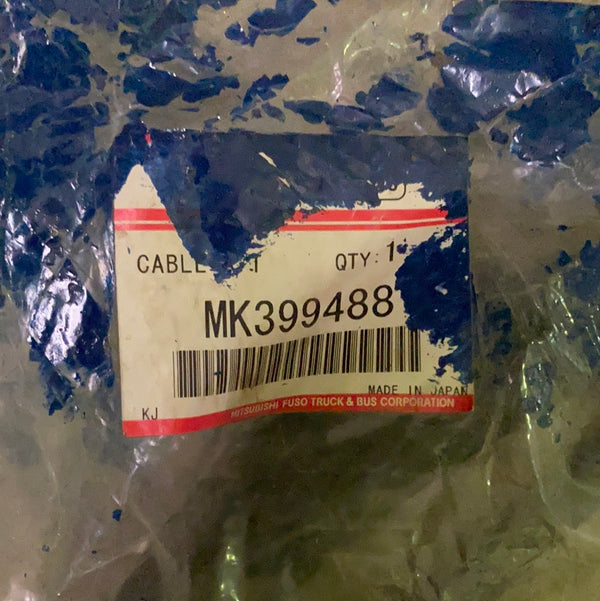 CABLE
QTY: 1
MK399488
MADE IN JAPAN
KJ
MITSUBISHI FUSO TRUCK & BUS CORPORATION